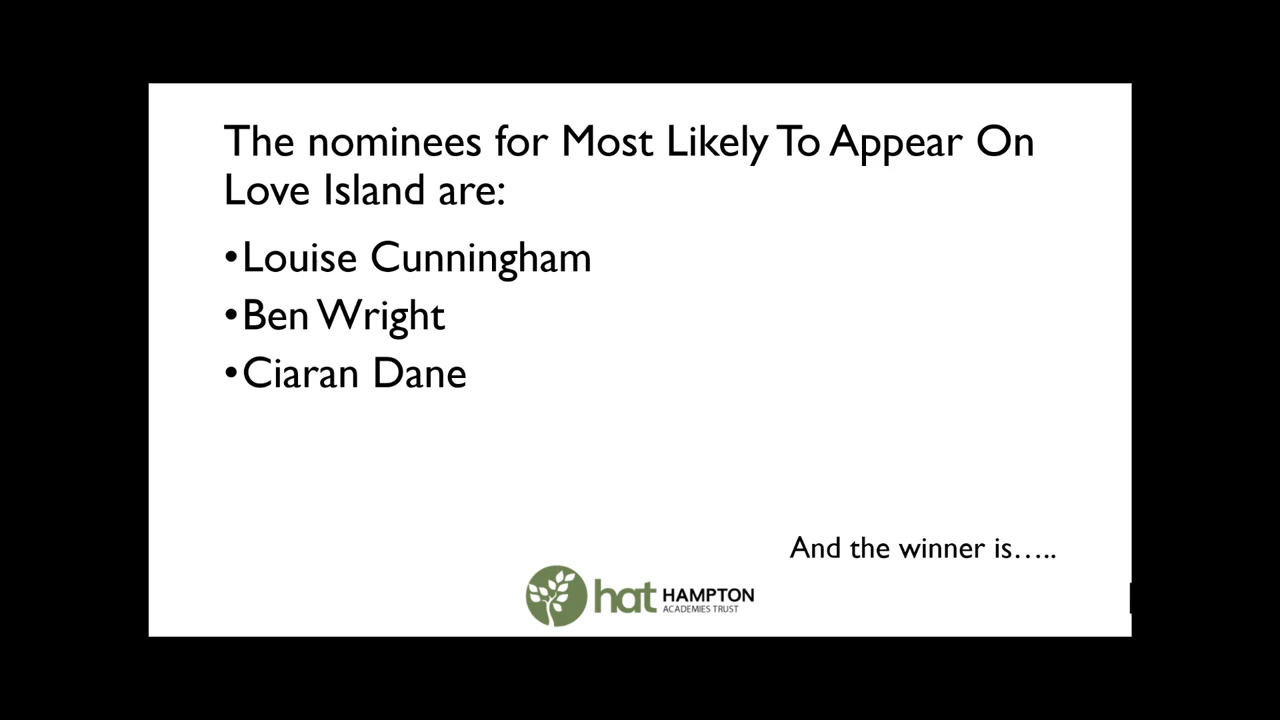 The nominees for Most Likely To Appear On
Love Island are:
•Louise Cunningham
•Ben Wright
•Ciaran Dane
And the winner is…..
hat HAMPTON
ACADEMIES TRUST